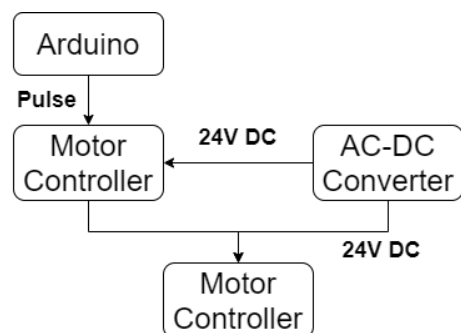 Arduino
Pulse
Motor
Controller
24V DC
AC-DC
Converter
24V DC
Motor
Controller